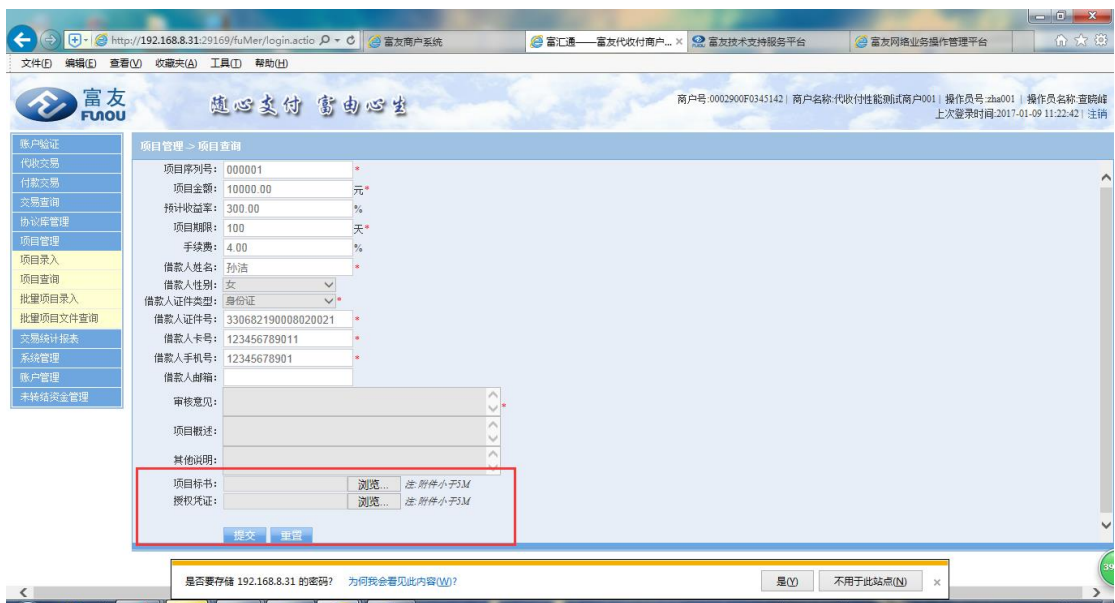 http://192.168.8.31:29169/fuMer/login.actio
富友商户系统
富汇通——富友代收付商户...
富友技术支持服务平台
富友网络业务操作管理平台
文件(F) 编辑(E) 查看(V) 收藏夹(A) 工具(T) 帮助(H)
富友
FUIOU
随心支付 富由心生
商户号:0002900F0345142| 商户名称:代收付性能测试商户001| 操作员号:zha001 | 操作员名称:查晓峰
上次登录时间:2017-01-09 11:22:42| 注销
账户验证
代收交易
付款交易
交易查询
协议库管理
项目管理
项目录入
项目查询
批量项目录入
批量项目文件查询
交易统计报表
系统管理
账户管理
未转结资金管理
项目管理-> 项目查询
项目序列号: 000001 *
项目金额: 10000.00 元*
预计收益率: 300.00 %
项目期限: 100 天*
手续费: 4.00 %
借款人姓名: 孙洁 *
借款人性别: 女
借款人证件类型: 身份证 *
借款人证件号: 330682190008020021 *
借款人卡号: 123456789011 *
借款人手机号: 12345678901 *
借款人邮箱:
审核意见: *
项目概述:
其他说明:
项目标书: 浏览... 注:附件小于5M
授权凭证: 浏览... 注:附件小于5M
提交 重置
是否要存储 192.168.8.31 的密码? 为何我会看见此内容(W)? 是(Y) 不用于此站点(N) ×
39